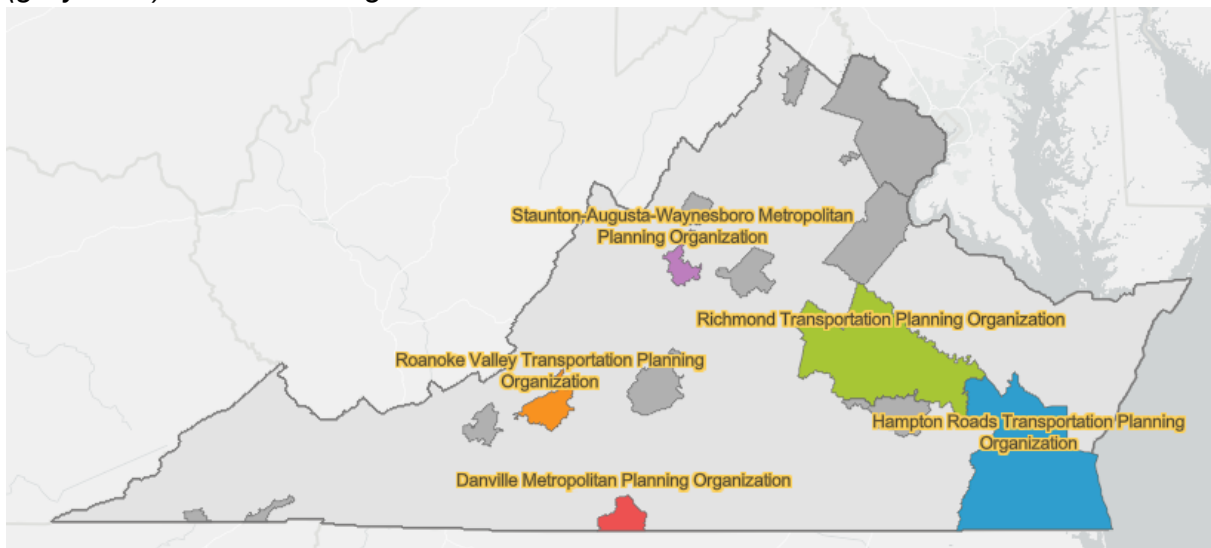 Staunton-Augusta-Waynesboro Metropolitan
Planning Organization
Richmond Transportation Planning Organization
Roanoke Valley Transportation Planning
Organization
Hampton Roads Transportation Planning
Organization
Danville Metropolitan Planning Organization